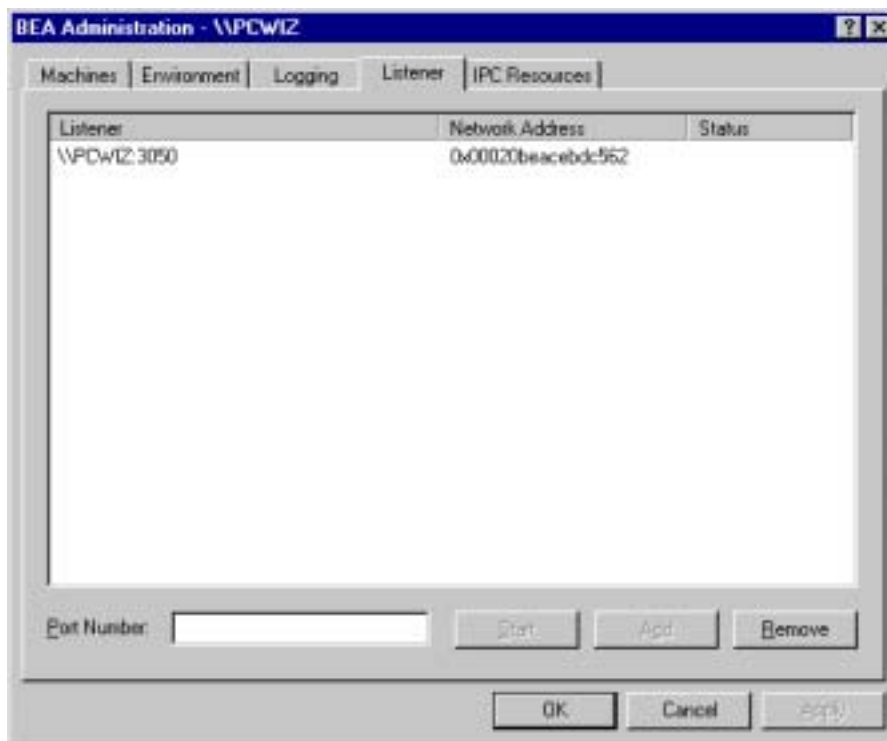 BEA Administration - \\PCWIZ
Machines Environment Logging Listener IPC Resources
Listener Network Address Status
\\PCWIZ:3050 0x00020beacebdc562
Port Number: Start Add Remove
OK Cancel Apply